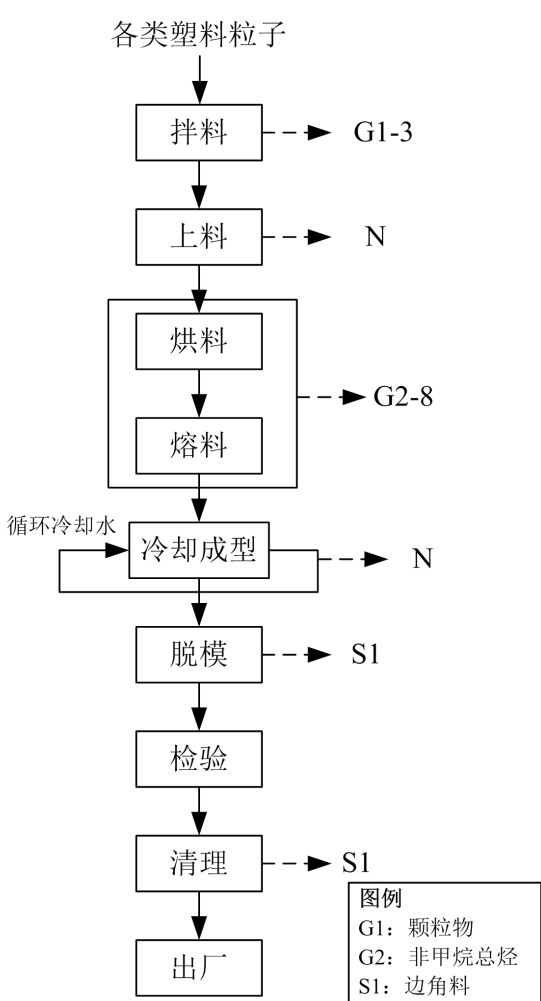 各类塑料粒子
拌料
G1-3
上料
N
烘料
G2-8
熔料
循环冷却水
冷却成型
N
脱模
S1
检验
清理
S1
出厂
图例
G1：颗粒物
G2：非甲烷总烃
S1：边角料